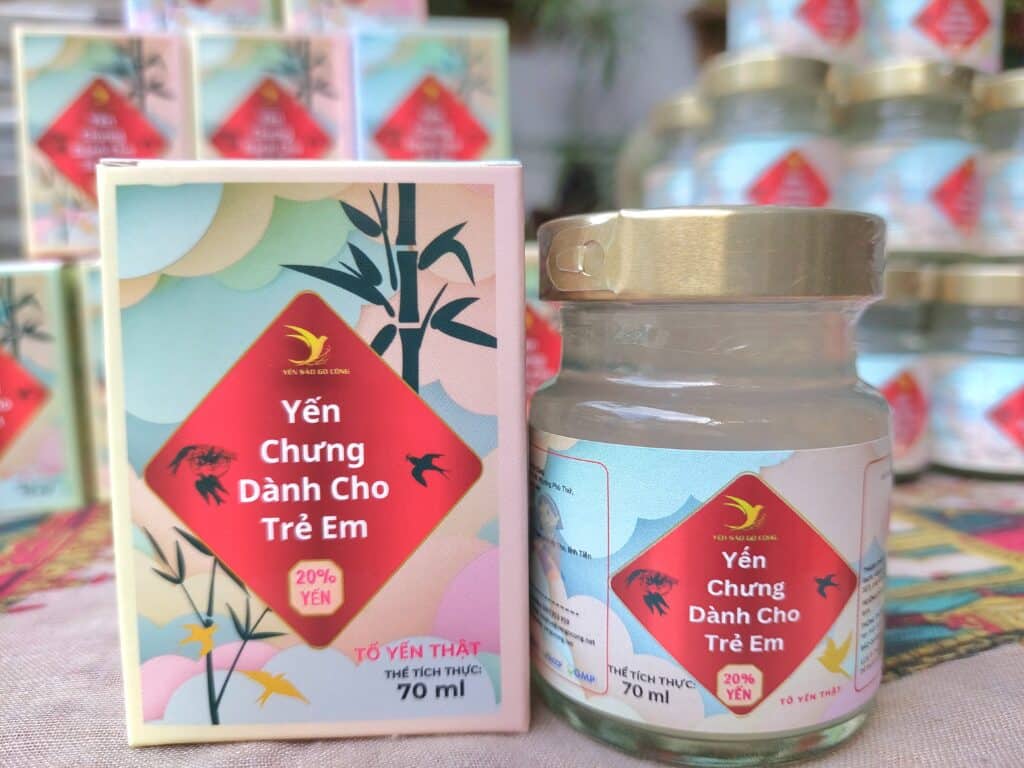 YẾN SÀO GÒ CÔNG
Yến
Chưng
Dành Cho
Trẻ Em
20%
YẾN
TỔ YẾN THẬT
THỂ TÍCH THỰC:
70 ml
YẾN SÀO GÒ CÔNG
Yến
Chưng
Dành Cho
Trẻ Em
20%
YẾN
THỂ TÍCH THỰC:
70 ml
TỔ YẾN THẬT
GMP